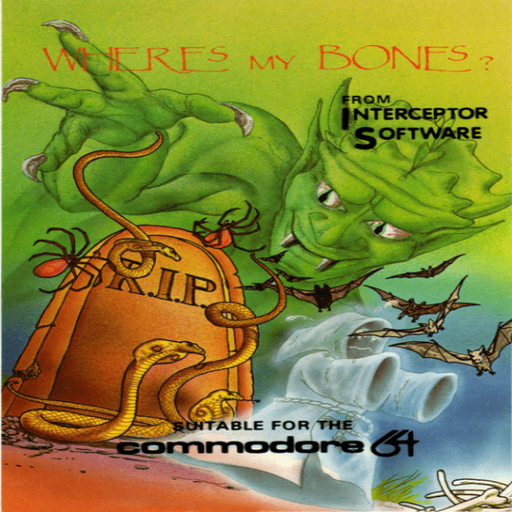 WHERES MY BONES?
FROM
INTERCEPTOR
SOFTWARE
R.I.P.
SUITABLE FOR THE
commodore 64